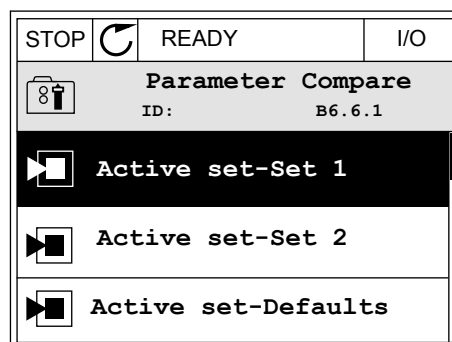 STOP READY I/O
Parameter Compare
ID: B6.6.1
Active set-Set 1
Active set-Set 2
Active set-Defaults